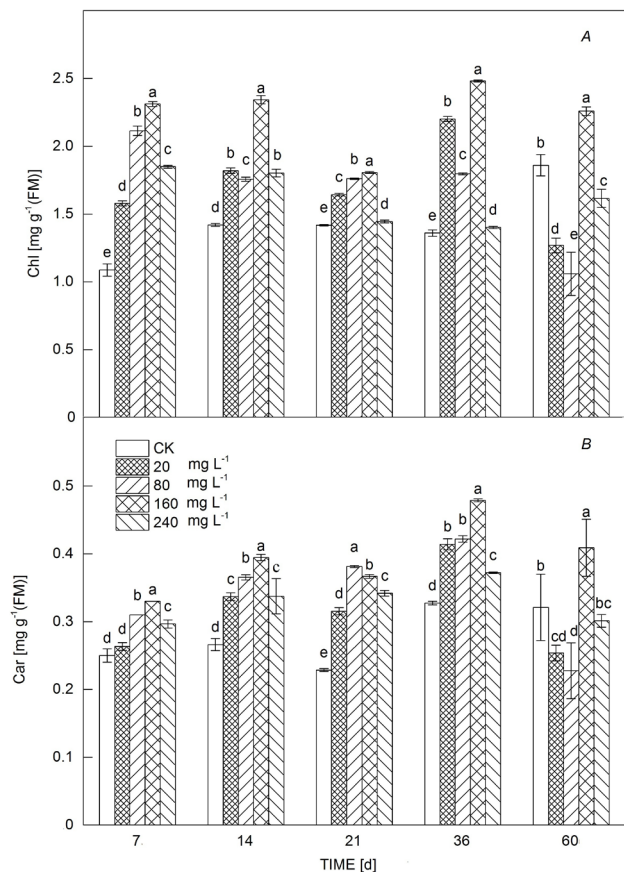 A
2.5
2.0
1.5
1.0
0.5
0
Chl [mg g-1 (FM)]
e d b a c
d b c a b
e c b a d
d b c a d
b d e a c
B
CK
20 mg L-1
80 mg L-1
160 mg L-1
240 mg L-1
0.5
0.4
0.3
0.2
0.1
0
Car [mg g-1(FM)]
d d b a c
d c b a c
e d a b c
d b b a c
b cd d a bc
7 14 21 36 60
TIME [d]